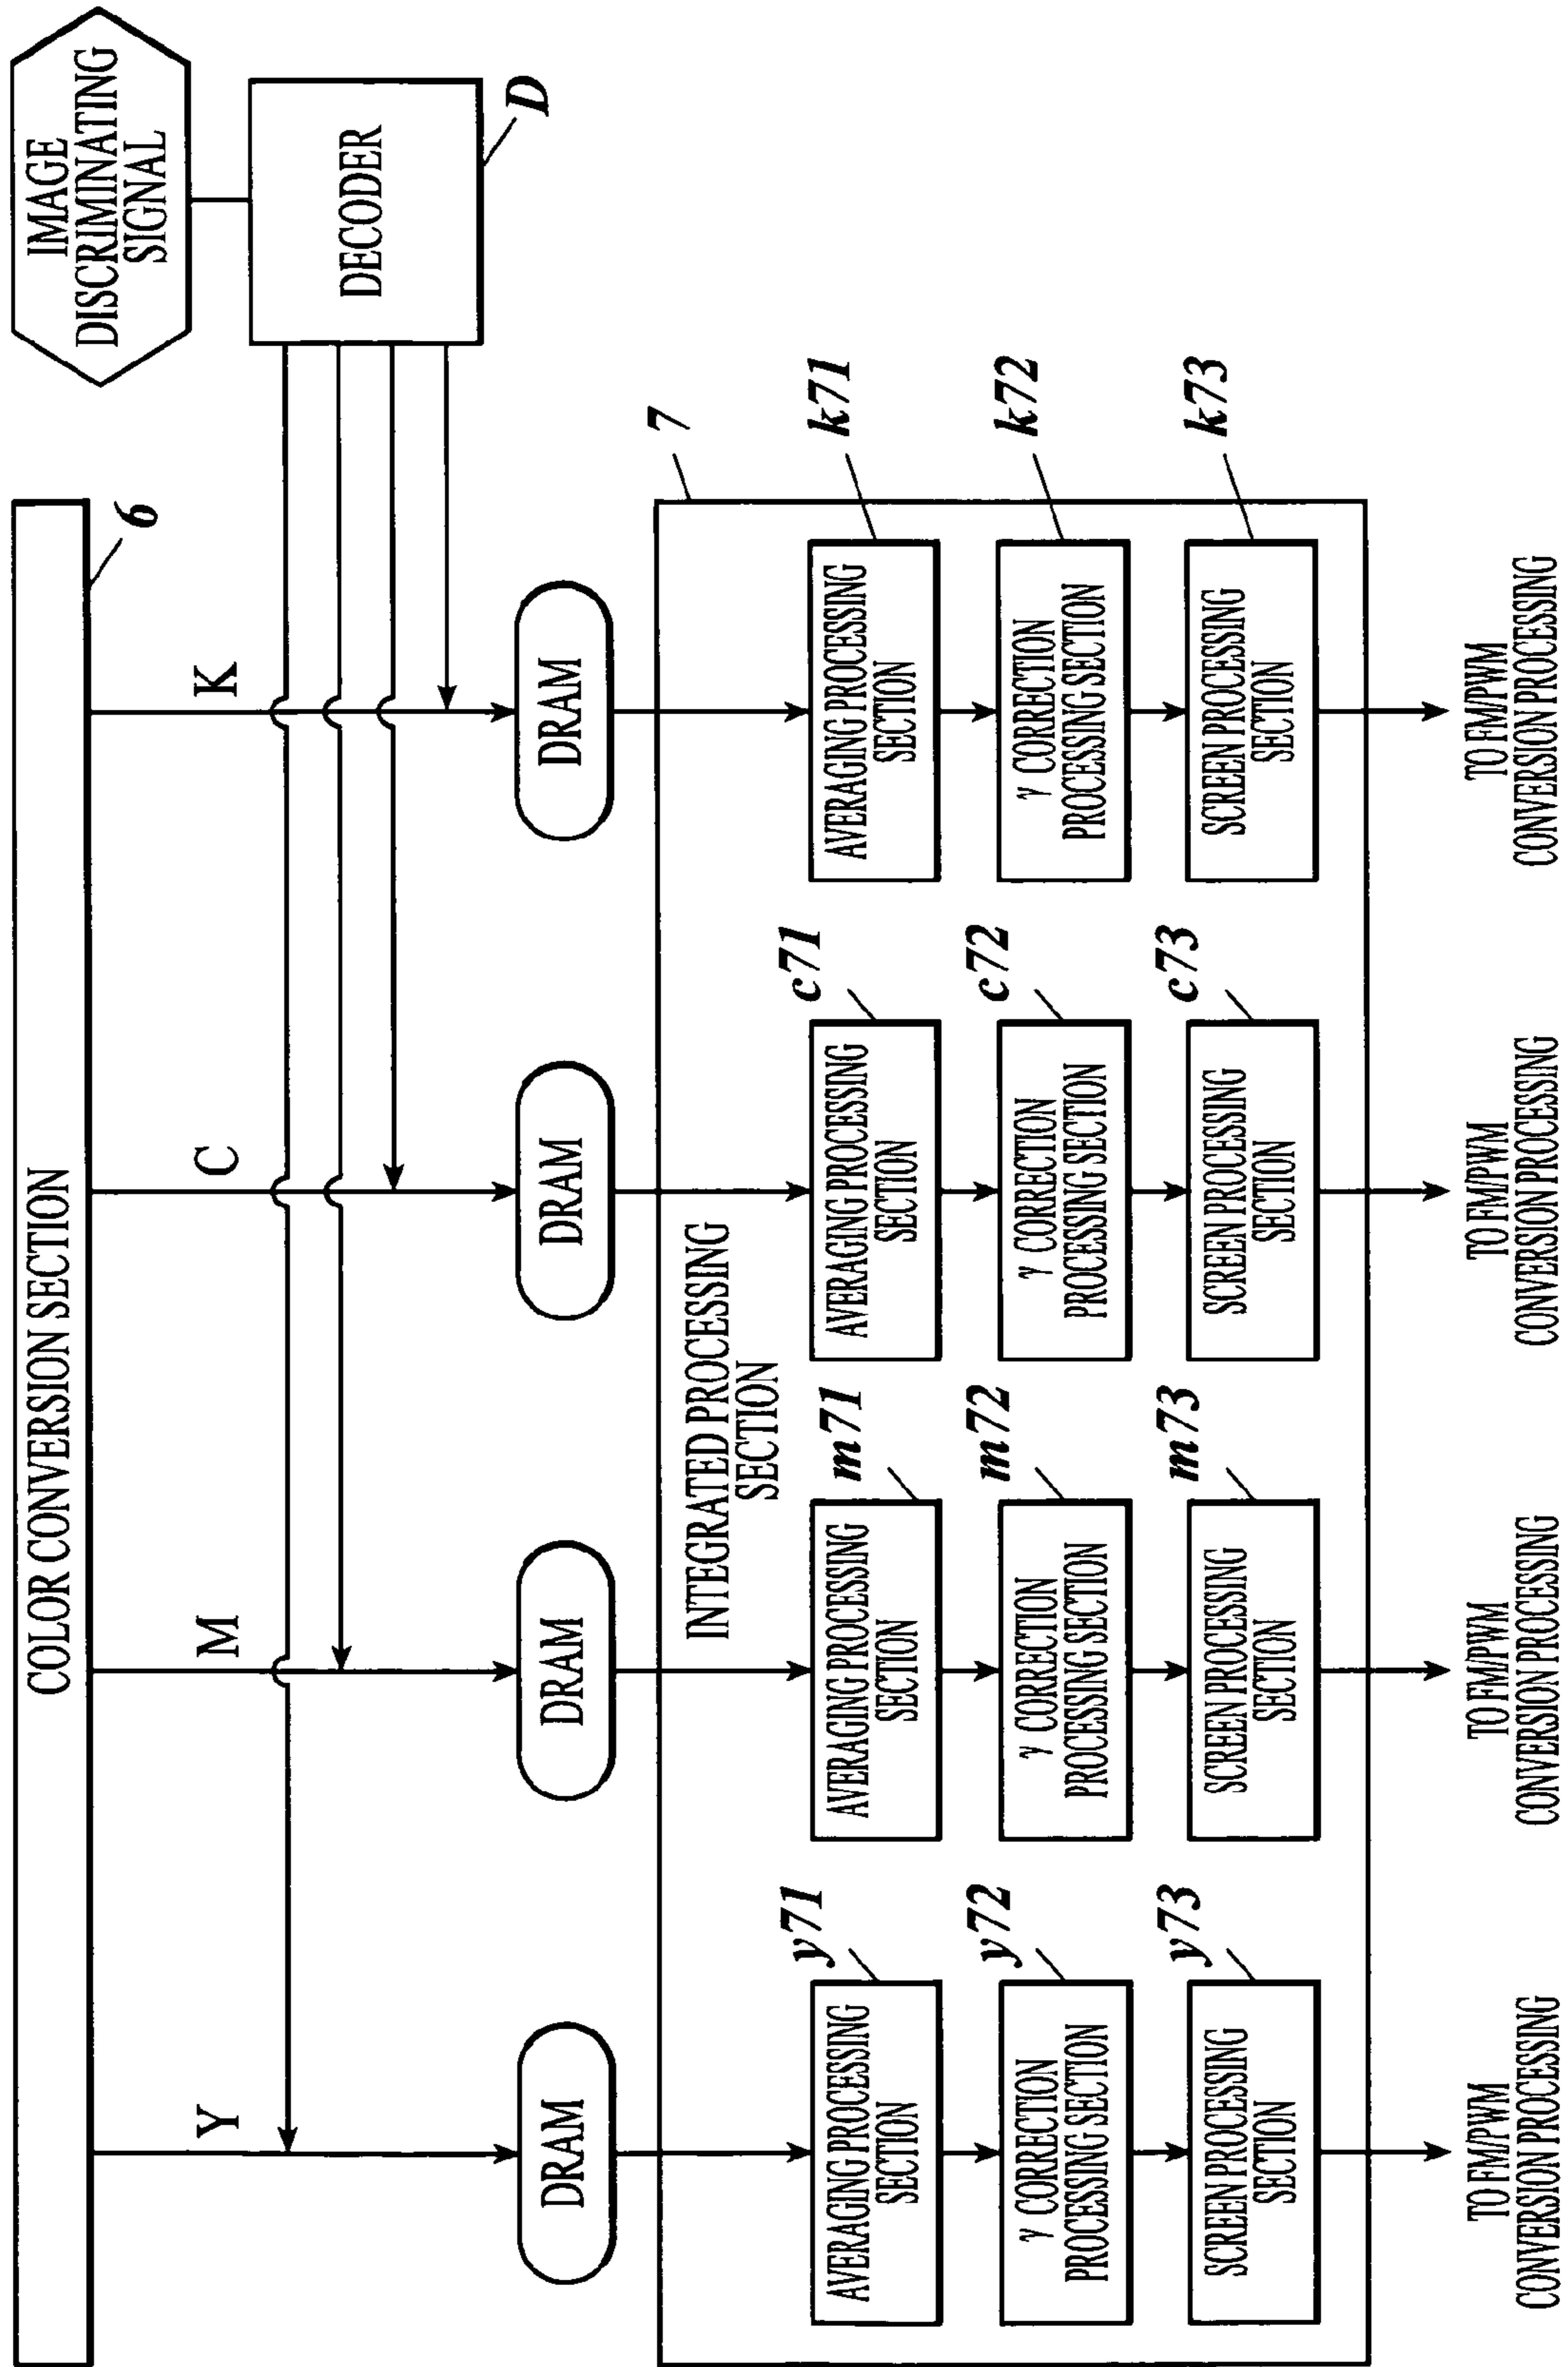 COLOR CONVERSION SECTION
6
IMAGE
DISCRIMINATING
SIGNAL
DECODER
D
Y
M
C
K
DRAM
DRAM
DRAM
DRAM
7
INTEGRATED PROCESSING
SECTION
y71
AVERAGING PROCESSING
SECTION
m71
AVERAGING PROCESSING
SECTION
c71
AVERAGING PROCESSING
SECTION
k71
AVERAGING PROCESSING
SECTION
y72
γ CORRECTION
PROCESSING SECTION
m72
γ CORRECTION
PROCESSING SECTION
c72
γ CORRECTION
PROCESSING SECTION
k72
γ CORRECTION
PROCESSING SECTION
y73
SCREEN PROCESSING
SECTION
m73
SCREEN PROCESSING
SECTION
c73
SCREEN PROCESSING
SECTION
k73
SCREEN PROCESSING
SECTION
TO FM/PWM
CONVERSION PROCESSING
TO FM/PWM
CONVERSION PROCESSING
TO FM/PWM
CONVERSION PROCESSING
TO FM/PWM
CONVERSION PROCESSING